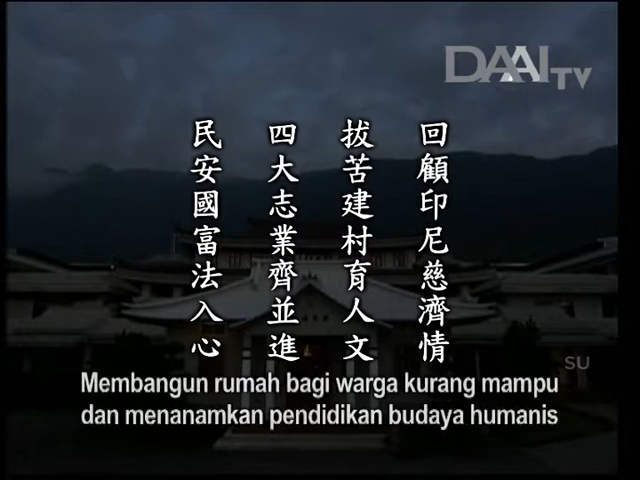 DAAI TV
回顧印尼慈濟情
拔苦建村育人文
四大志業齊並進
民安國富法入心
SU
Membangun rumah bagi warga kurang mampu
dan menanamkan pendidikan budaya humanis